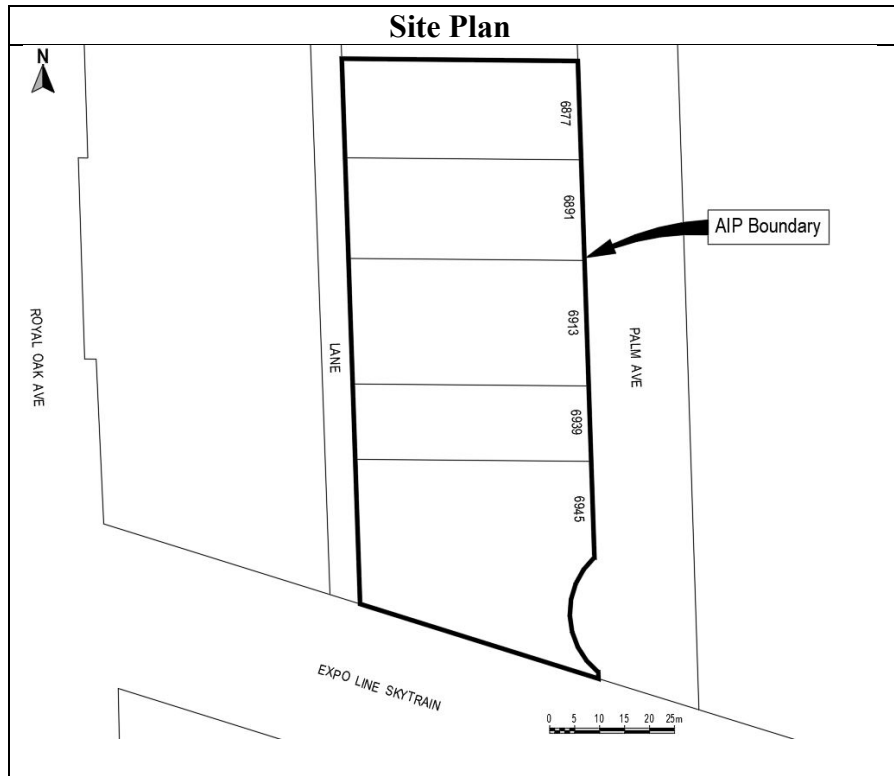 Site Plan
N
6877
6891
AIP Boundary
6913
ROYAL OAK AVE
LANE
PALM AVE
6939
6945
EXPO LINE SKYTRAIN
0 5 10 15 20 25m